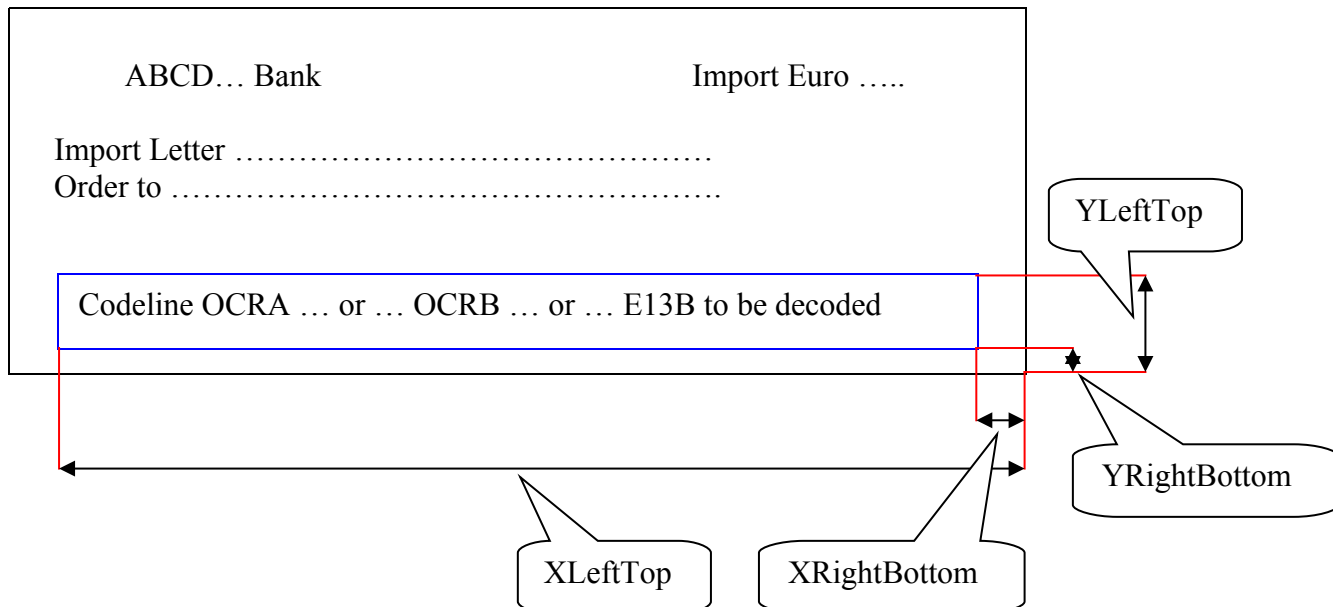 ABCD… Bank Import Euro …..
Import Letter ………………………………………
Order to …………………………………………….
YLeftTop
Codeline OCRA … or … OCRB … or … E13B to be decoded
YRightBottom
XLeftTop XRightBottom